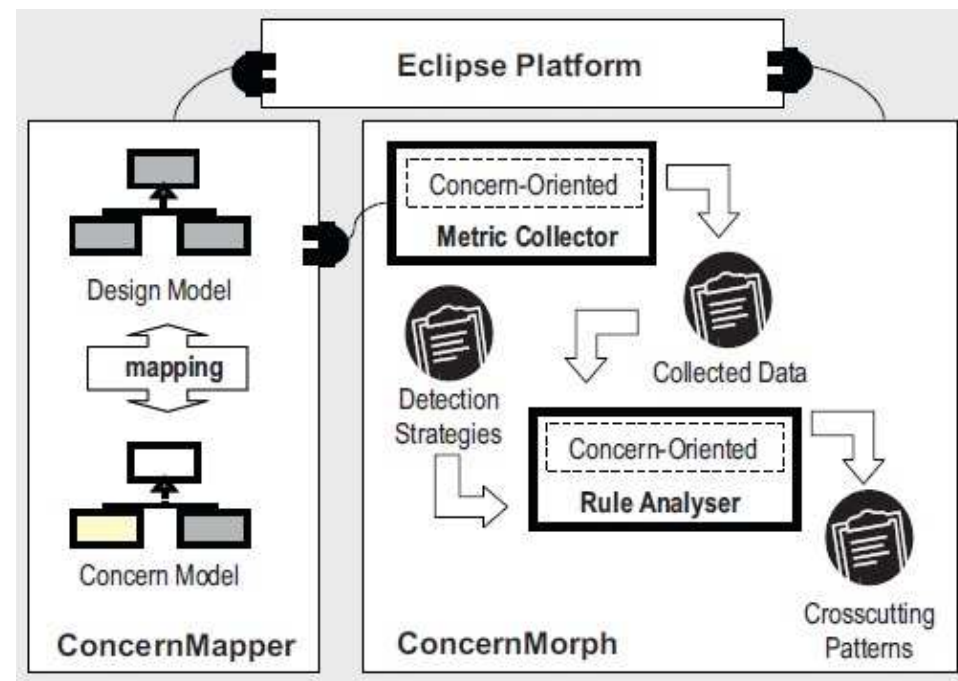 Eclipse Platform
Design Model
mapping
Concern Model
ConcernMapper
Concern-Oriented
Metric Collector
Collected Data
Detection
Strategies
Concern-Oriented
Rule Analyser
Crosscutting
Patterns
ConcernMorph